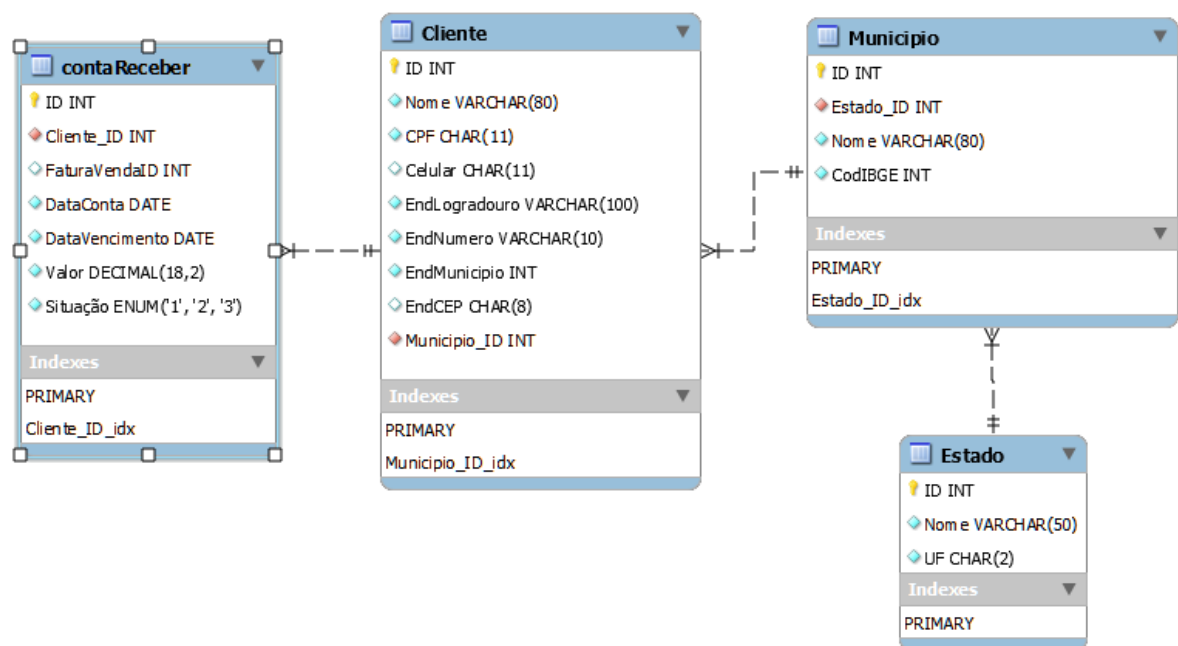 contaReceber
ID INT
Cliente_ID INT
FaturaVendaID INT
DataConta DATE
DataVencimento DATE
Valor DECIMAL(18,2)
Situação ENUM('1', '2', '3')
Indexes
PRIMARY
Cliente_ID_idx
Cliente
ID INT
Nome VARCHAR(80)
CPF CHAR(11)
Celular CHAR(11)
EndLogradouro VARCHAR(100)
EndNumero VARCHAR(10)
EndMunicipio INT
EndCEP CHAR(8)
Municipio_ID INT
Indexes
PRIMARY
Municipio_ID_idx
Municipio
ID INT
Estado_ID INT
Nome VARCHAR(80)
CodIBGE INT
Indexes
PRIMARY
Estado_ID_idx
Estado
ID INT
Nome VARCHAR(50)
UF CHAR(2)
Indexes
PRIMARY